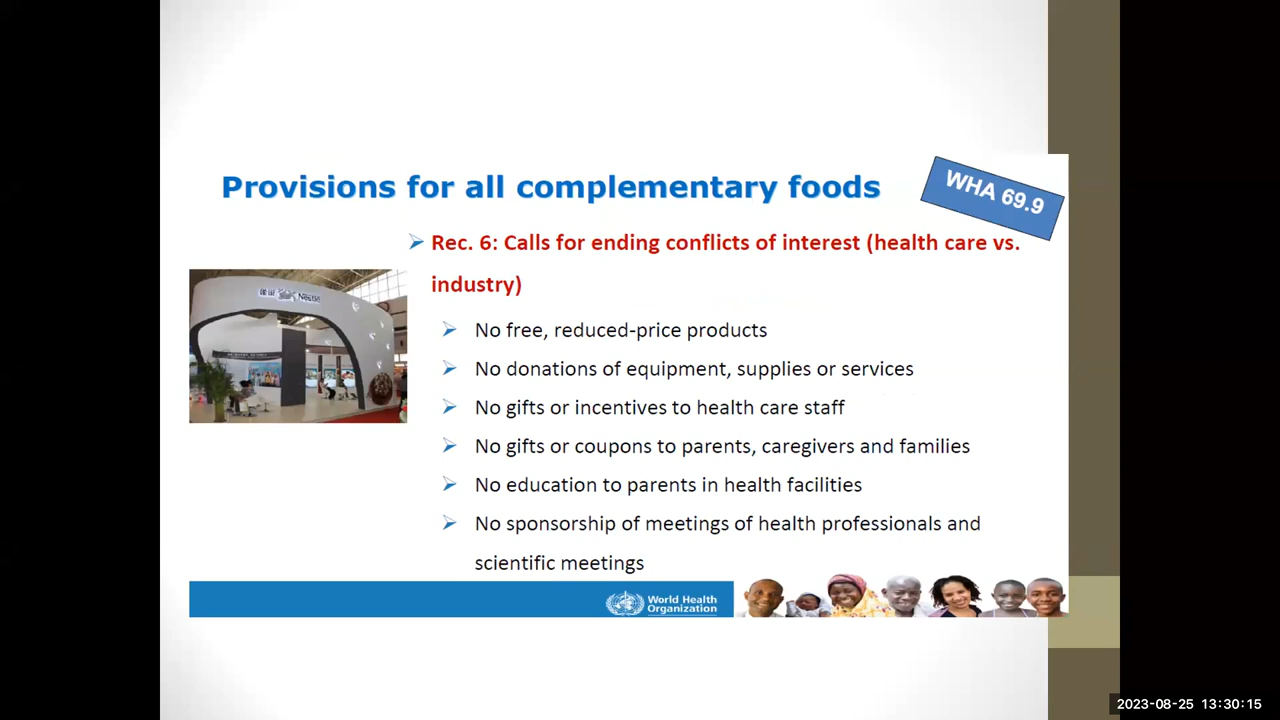 Provisions for all complementary foods
WHA 69.9
➢ Rec. 6: Calls for ending conflicts of interest (health care vs.
industry)
➢ No free, reduced-price products
➢ No donations of equipment, supplies or services
➢ No gifts or incentives to health care staff
➢ No gifts or coupons to parents, caregivers and families
➢ No education to parents in health facilities
➢ No sponsorship of meetings of health professionals and
scientific meetings
Nestle
World Health
Organization
2023-08-25 13:30:15